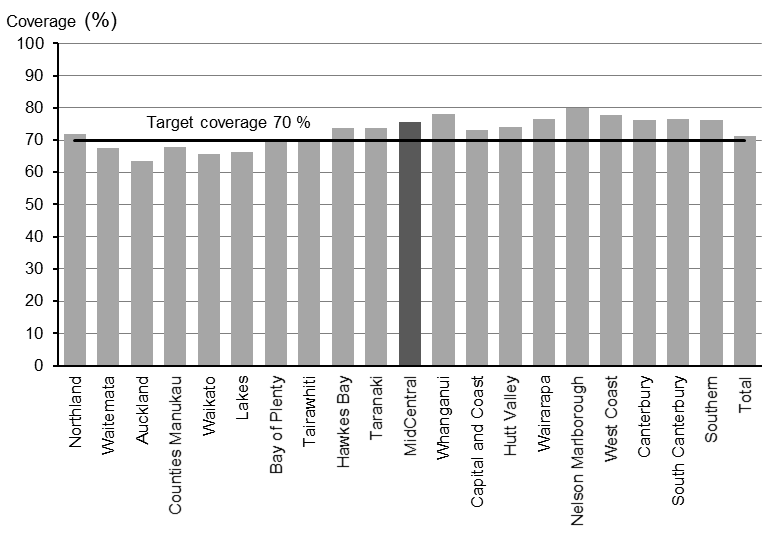 Coverage (%)
100
90
80
Target coverage 70 %
70
60
50
40
30
20
10
0
Northland
Waitemata
Auckland
Counties Manukau
Waikato
Lakes
Bay of Plenty
Tairawhiti
Hawkes Bay
Taranaki
MidCentral
Whanganui
Capital and Coast
Hutt Valley
Wairarapa
Nelson Marlborough
West Coast
Canterbury
South Canterbury
Southern
Total